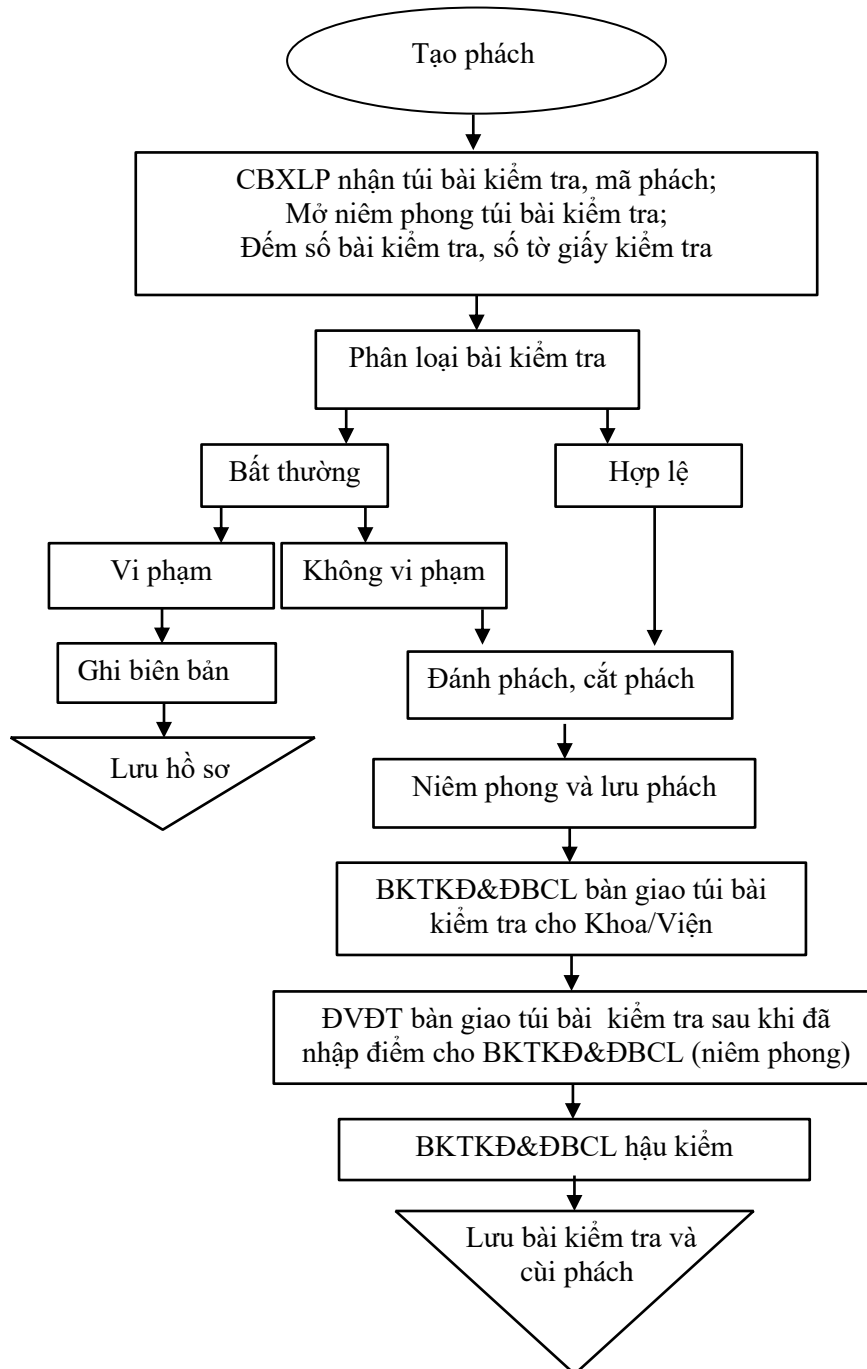 Tạo phách
CBXLP nhận túi bài kiểm tra, mã phách;
Mở niêm phong túi bài kiểm tra;
Đếm số bài kiểm tra, số tờ giấy kiểm tra
Phân loại bài kiểm tra
Bất thường
Hợp lệ
Vi phạm
Không vi phạm
Ghi biên bản
Đánh phách, cắt phách
Lưu hồ sơ
Niêm phong và lưu phách
BKTKĐ&ĐBCL bàn giao túi bài
kiểm tra cho Khoa/Viện
ĐVĐT bàn giao túi bài kiểm tra sau khi đã
nhập điểm cho BKTKĐ&ĐBCL (niêm phong)
BKTKĐ&ĐBCL hậu kiểm
Lưu bài kiểm tra và
cùi phách